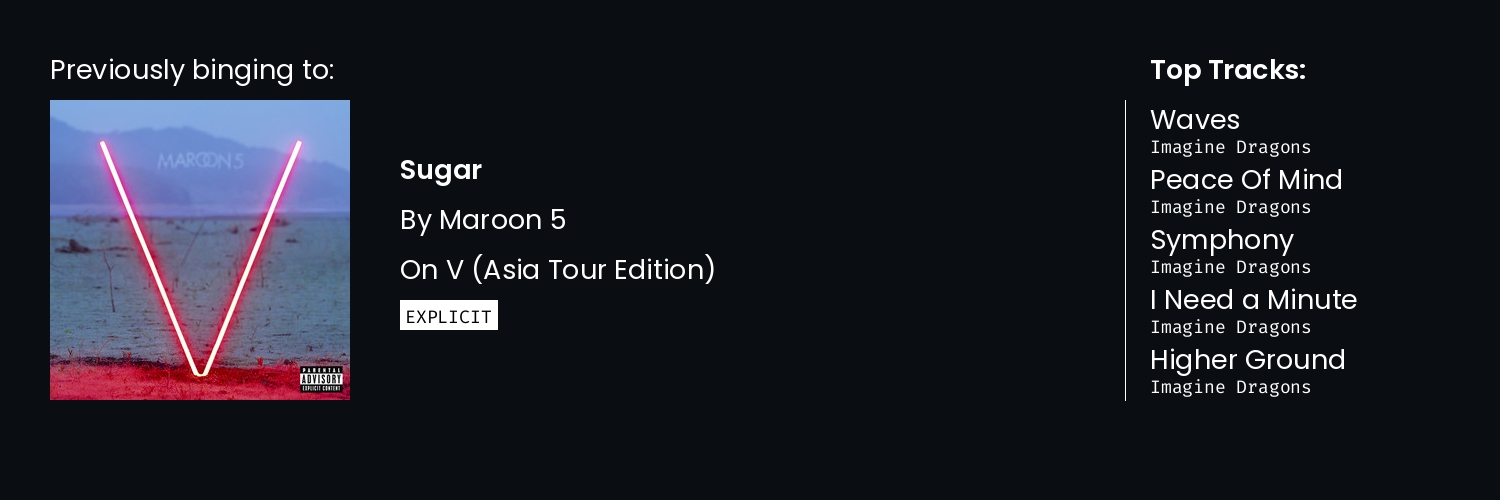 Previously binging to:
MAROON 5
PARENTAL
ADVISORY
EXPLICIT CONTENT
Sugar
By Maroon 5
On V (Asia Tour Edition)
EXPLICIT
Top Tracks:
Waves
Imagine Dragons
Peace Of Mind
Imagine Dragons
Symphony
Imagine Dragons
I Need a Minute
Imagine Dragons
Higher Ground
Imagine Dragons